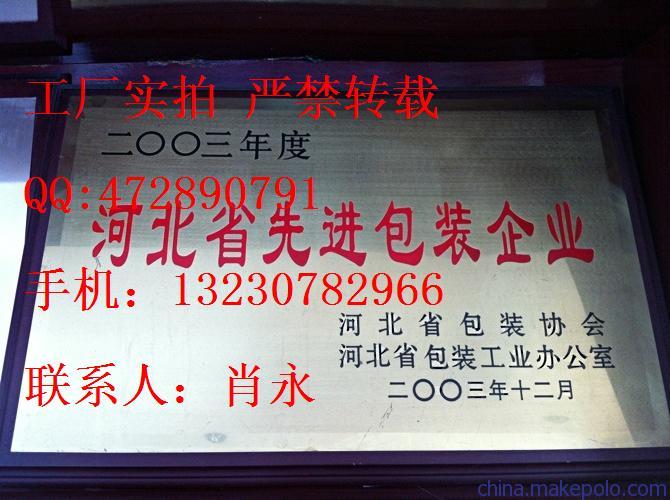 工厂实拍 严禁转载
二〇〇三年度
QQ:472890791
河北省先进包装企业
手机：13230782966
河北省包装协会
河北省包装工业办公室
联系人：肖永
二〇〇三年十二月
china.makepolo.com